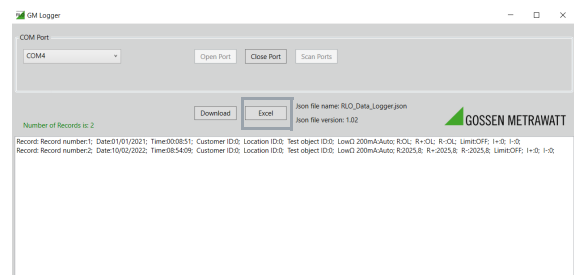 GM Logger
COM Port
COM4
Open Port
Close Port
Scan Ports
Download
Excel
Json file name: RLO_Data_Logger.json
Json file version: 1.02
Number of Records is: 2
GOSSEN METRAWATT
Record: Record number:1; Date:01/01/2021; Time:00:08:51; Customer ID:0; Location ID:0; Test object ID:0; LowΩ 200mA:Auto; R:OL; R+:OL; R-:OL; Limit:OFF; I+:0; I-:0;
Record: Record number:2; Date:10/02/2022; Time:08:54:09; Customer ID:0; Location ID:0; Test object ID:0; LowΩ 200mA:Auto; R:2025,8; R+:2025,8; R-:2025,8; Limit:OFF; I+:0; I-:0;